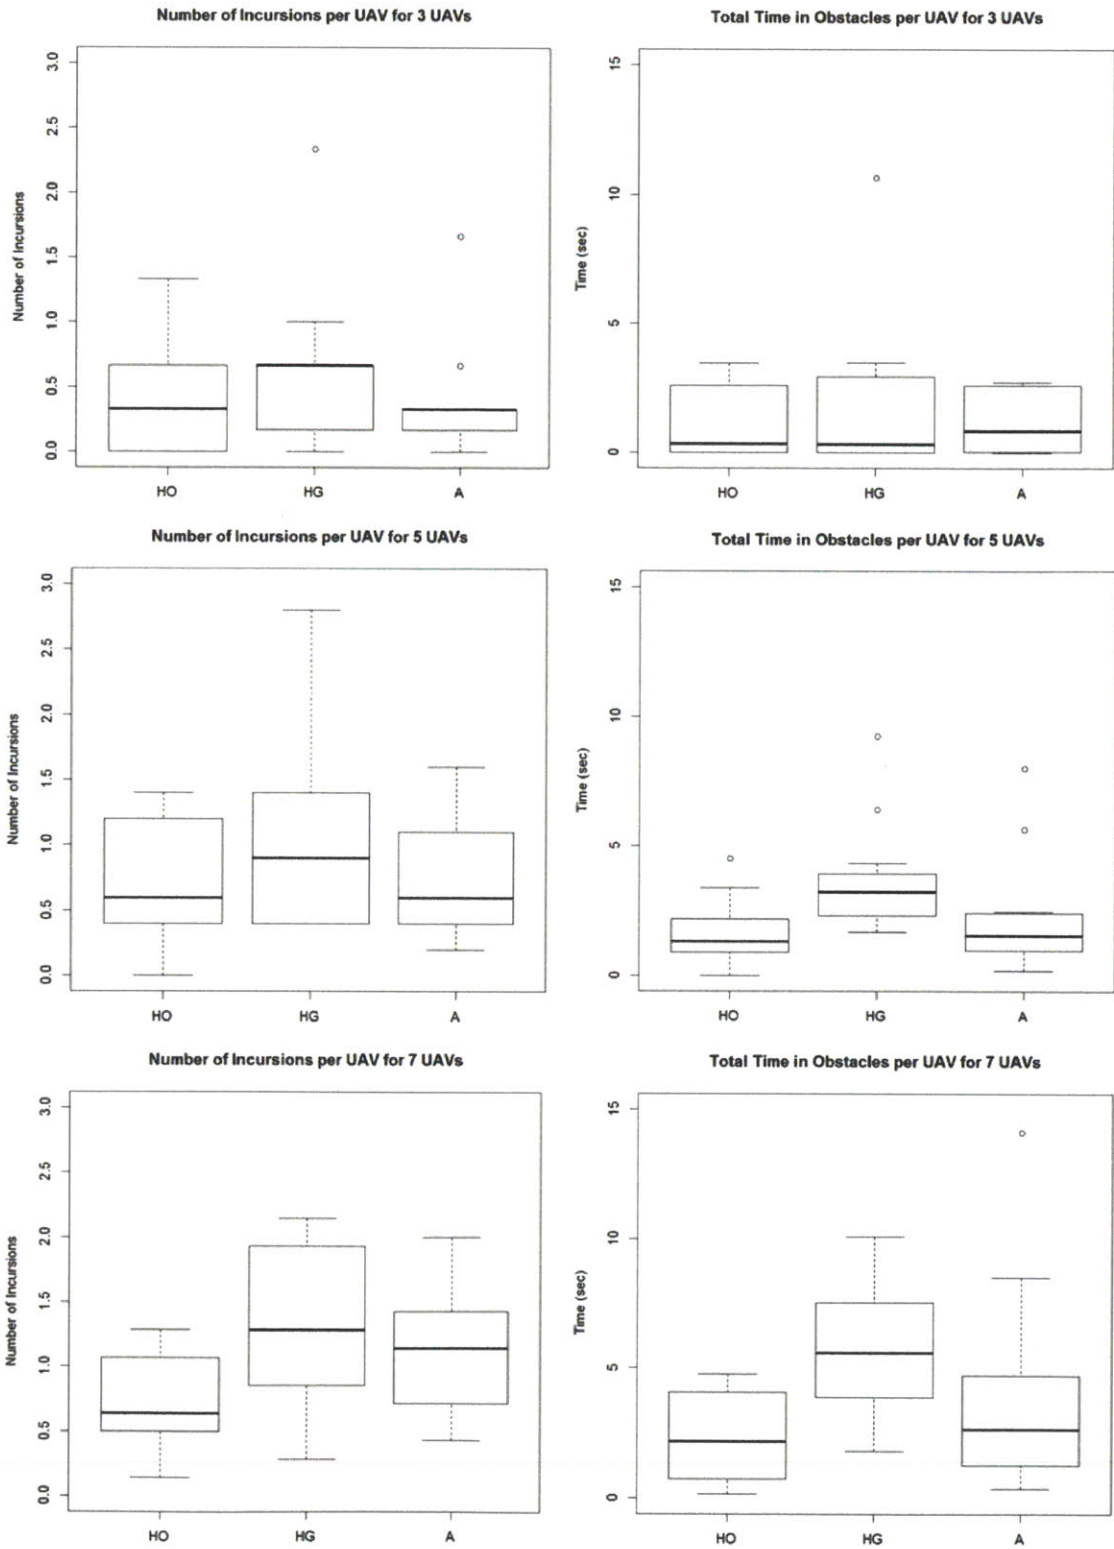 Number of Incursions per UAV for 3 UAVs
Number of Incursions
3.0
2.5
2.0
1.5
1.0
0.5
0.0
HO HG A
Total Time in Obstacles per UAV for 3 UAVs
Time (sec)
15
10
5
0
HO HG A
Number of Incursions per UAV for 5 UAVs
Number of Incursions
3.0
2.5
2.0
1.5
1.0
0.5
0.0
HO HG A
Total Time in Obstacles per UAV for 5 UAVs
Time (sec)
15
10
5
0
HO HG A
Number of Incursions per UAV for 7 UAVs
Number of Incursions
3.0
2.5
2.0
1.5
1.0
0.5
0.0
HO HG A
Total Time in Obstacles per UAV for 7 UAVs
Time (sec)
15
10
5
0
HO HG A